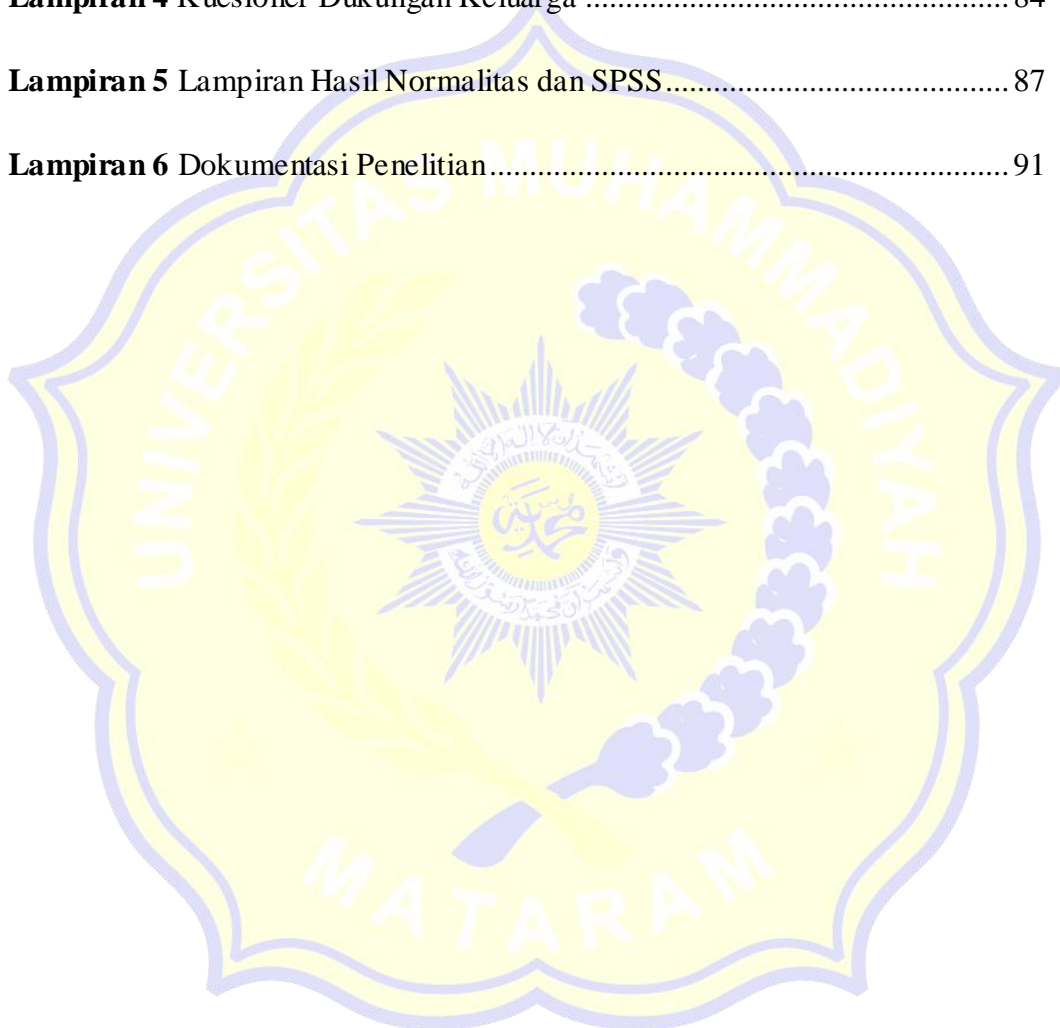 Lampiran 4 Kuesioner Dukungan Keluarga ................................................ 84
Lampiran 5 Lampiran Hasil Normalitas dan SPSS....................................... 87
Lampiran 6 Dokumentasi Penelitian........................................................... 91
UNIVERSITAS MUHAMMADIYAH
MATARAM